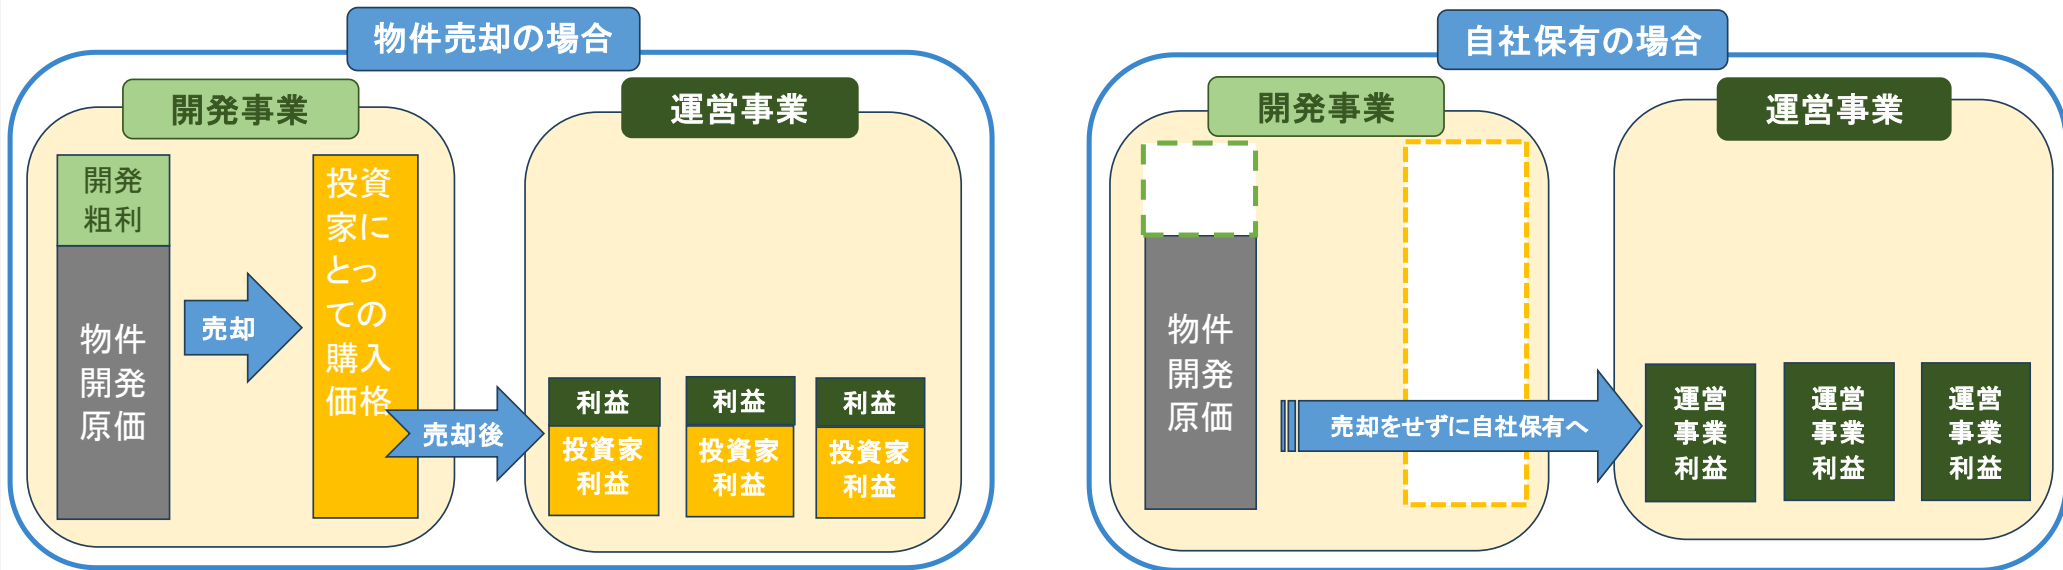 物件売却の場合
開発事業
開発
粗利
物件
開発
原価
売却
投資
家に
とっ
ての
購入
価格
売却後
運営事業
利益
投資家
利益
利益
投資家
利益
利益
投資家
利益
自社保有の場合
開発事業
物件
開発
原価
売却をせずに自社保有へ
運営事業
運営
事業
利益
運営
事業
利益
運営
事業
利益